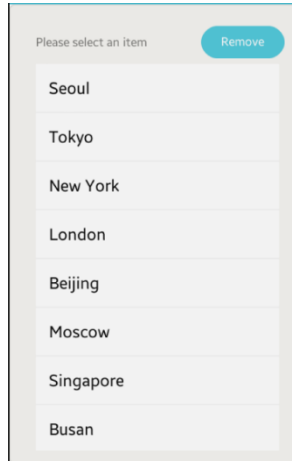 Please select an item
Remove
Seoul
Tokyo
New York
London
Beijing
Moscow
Singapore
Busan